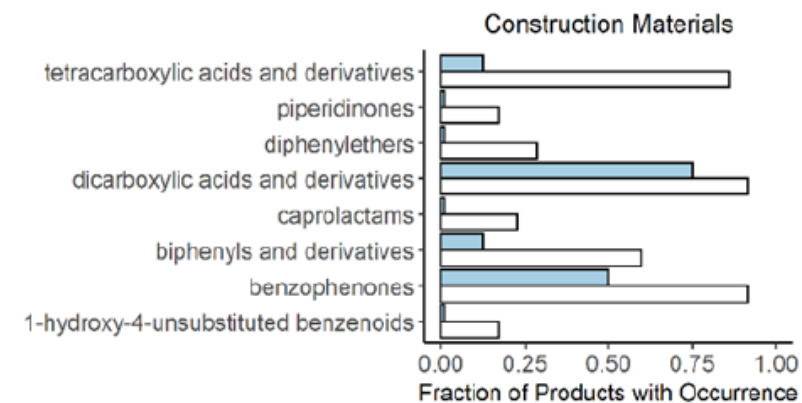 Construction Materials
tetracarboxylic acids and derivatives
piperidinones
diphenylethers
dicarboxylic acids and derivatives
caprolactams
biphenyls and derivatives
benzophenones
1-hydroxy-4-unsubstituted benzenoids
0.00 0.25 0.50 0.75 1.00
Fraction of Products with Occurrence